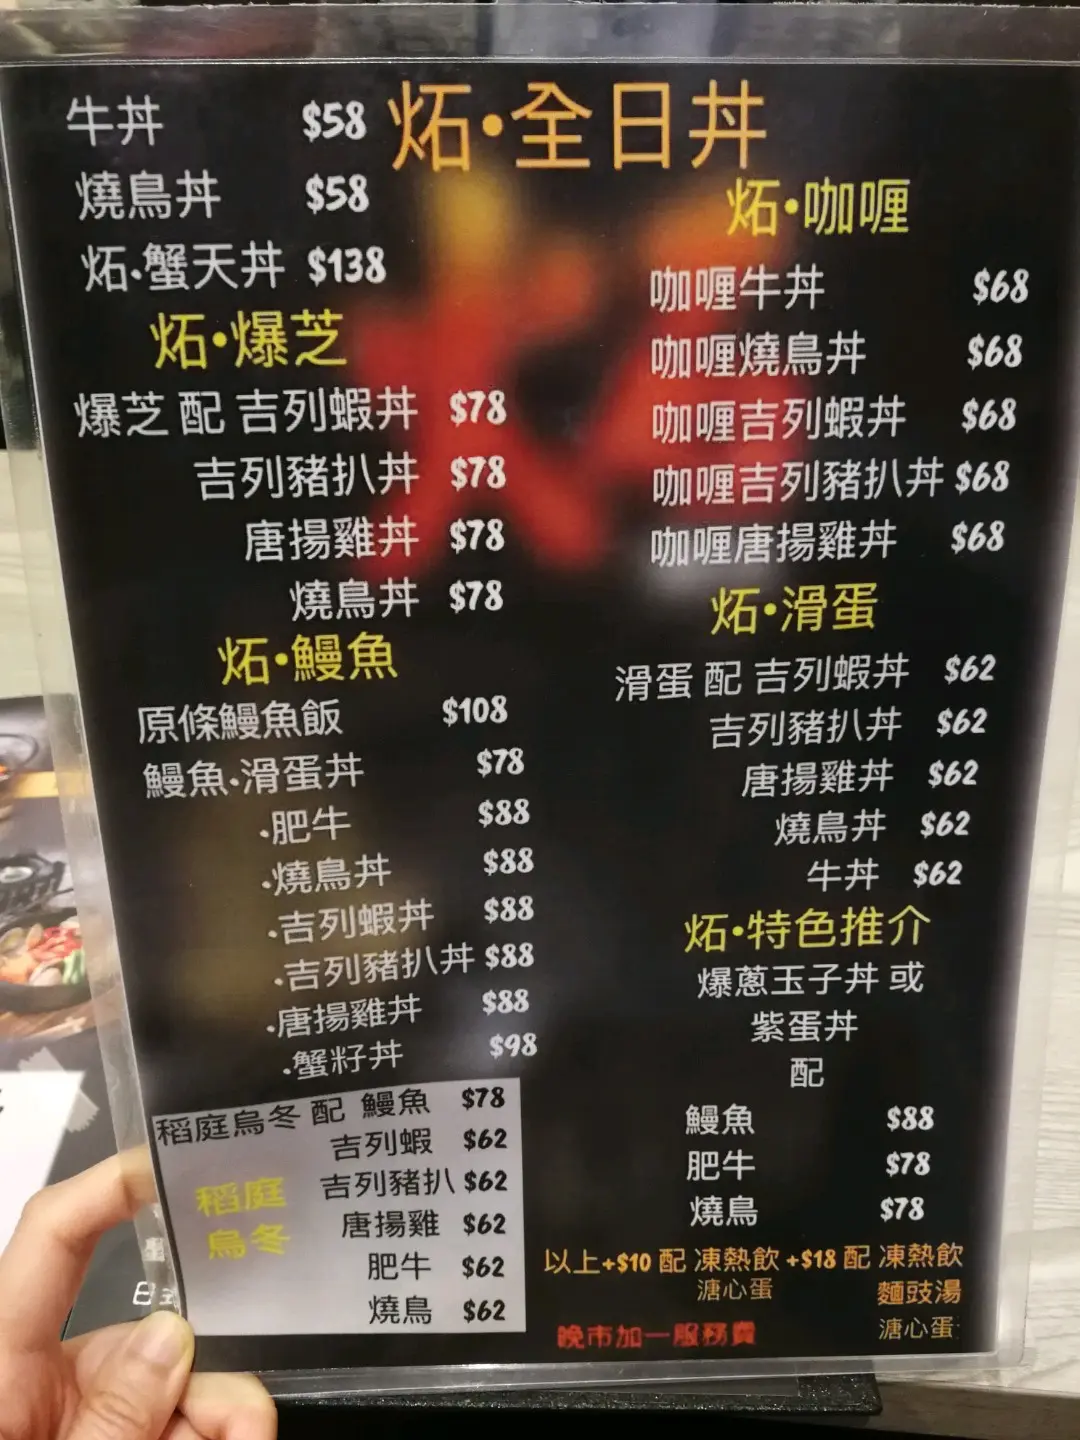 炻•全日丼
牛丼 $58
燒鳥丼 $58
炻•蟹天丼 $138
炻•爆芝
爆芝 配 吉列蝦丼 $78
吉列豬扒丼 $78
唐揚雞丼 $78
燒鳥丼 $78
炻•鰻魚
原條鰻魚飯 $108
鰻魚•滑蛋丼 $78
•肥牛 $88
•燒鳥丼 $88
•吉列蝦丼 $88
•吉列豬扒丼 $88
•唐揚雞丼 $88
•蟹籽丼 $98
稻庭烏冬 配 鰻魚 $78
吉列蝦 $62
吉列豬扒 $62
唐揚雞 $62
肥牛 $62
燒鳥 $62
稻庭
烏冬
炻•咖喱
咖喱牛丼 $68
咖喱燒鳥丼 $68
咖喱吉列蝦丼 $68
咖喱吉列豬扒丼 $68
咖喱唐揚雞丼 $68
炻•滑蛋
滑蛋 配 吉列蝦丼 $62
吉列豬扒丼 $62
唐揚雞丼 $62
燒鳥丼 $62
牛丼 $62
炻•特色推介
爆蔥玉子丼 或
紫蛋丼
配
鰻魚 $88
肥牛 $78
燒鳥 $78
以上+$10 配 凍熱飲 +$18 配 凍熱飲
溏心蛋 麵豉湯
溏心蛋
晚市加一服務費